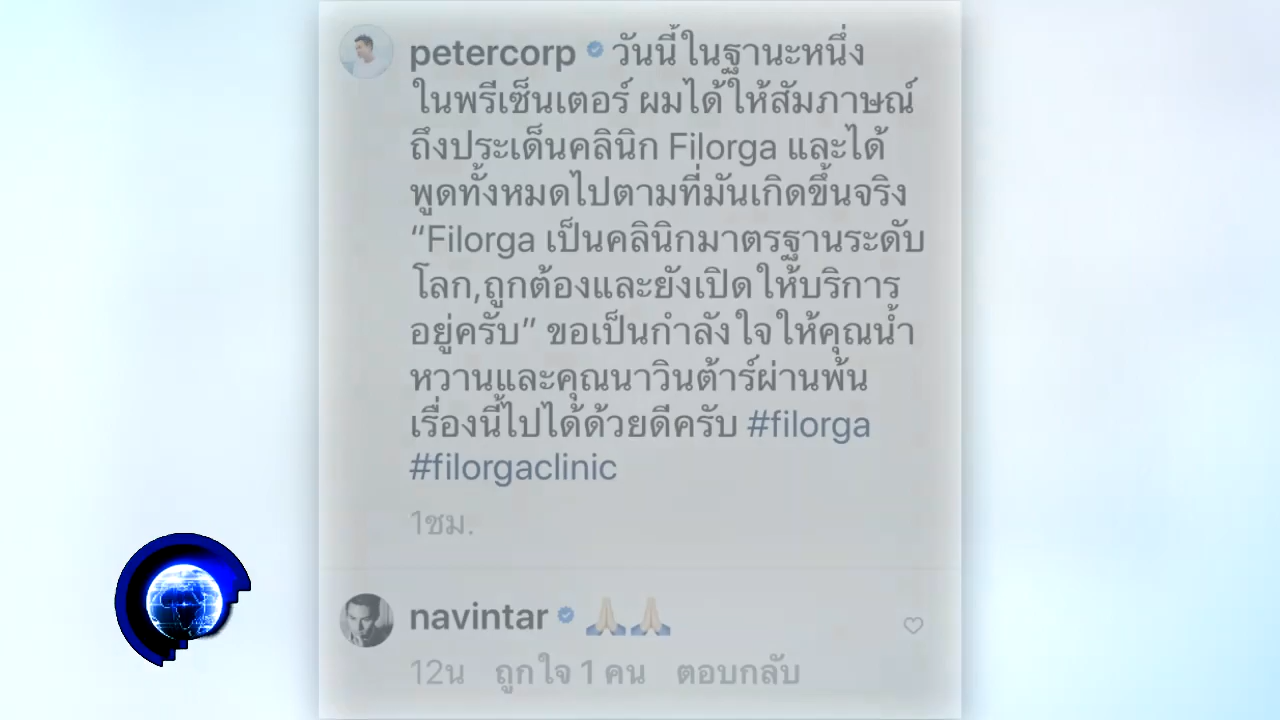 petercorp วันนี้ในฐานะหนึ่ง
ในพรีเซ็นเตอร์ ผมได้ให้สัมภาษณ์
ถึงประเด็นคลินิก Filorga และได้
พูดทั้งหมดไปตามที่มันเกิดขึ้นจริง
“Filorga เป็นคลินิกมาตรฐานระดับ
โลก,ถูกต้องและยังเปิดให้บริการ
อยู่ครับ” ขอเป็นกำลังใจให้คุณน้ำ
หวานและคุณนาวินต้าร์ผ่านพ้น
เรื่องนี้ไปได้ด้วยดีครับ #filorga
#filorgaclinic
1ชม.
navintar 🙏🏻🙏🏻
12น ถูกใจ 1 คน ตอบกลับ